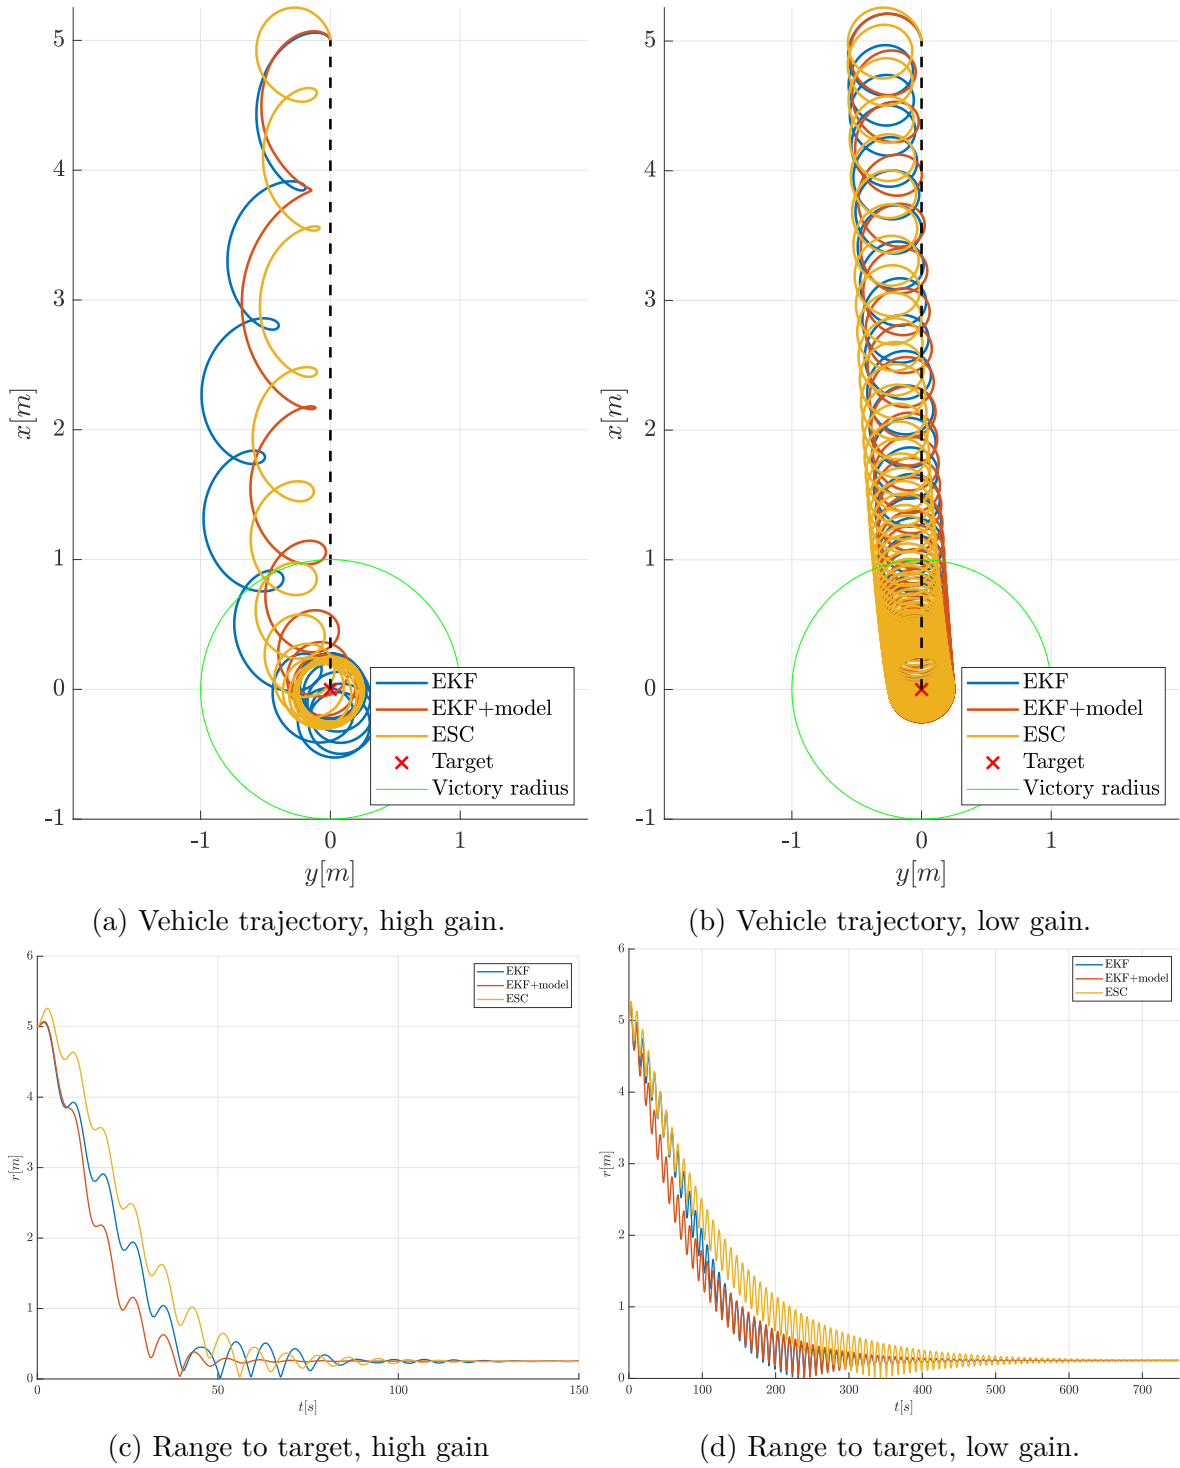 5
4
3
2
1
0
-1
x[m]
-1
0
1
y[m]
EKF
EKF+model
ESC
Target
Victory radius
(a) Vehicle trajectory, high gain.
5
4
3
2
1
0
-1
x[m]
-1
0
1
y[m]
EKF
EKF+model
ESC
Target
Victory radius
(b) Vehicle trajectory, low gain.
6
5
4
3
2
1
0
r[m]
0
50
100
150
t[s]
EKF
EKF+model
ESC
(c) Range to target, high gain
6
5
4
3
2
1
0
r[m]
0
100
200
300
400
500
600
700
t[s]
EKF
EKF+model
ESC
(d) Range to target, low gain.